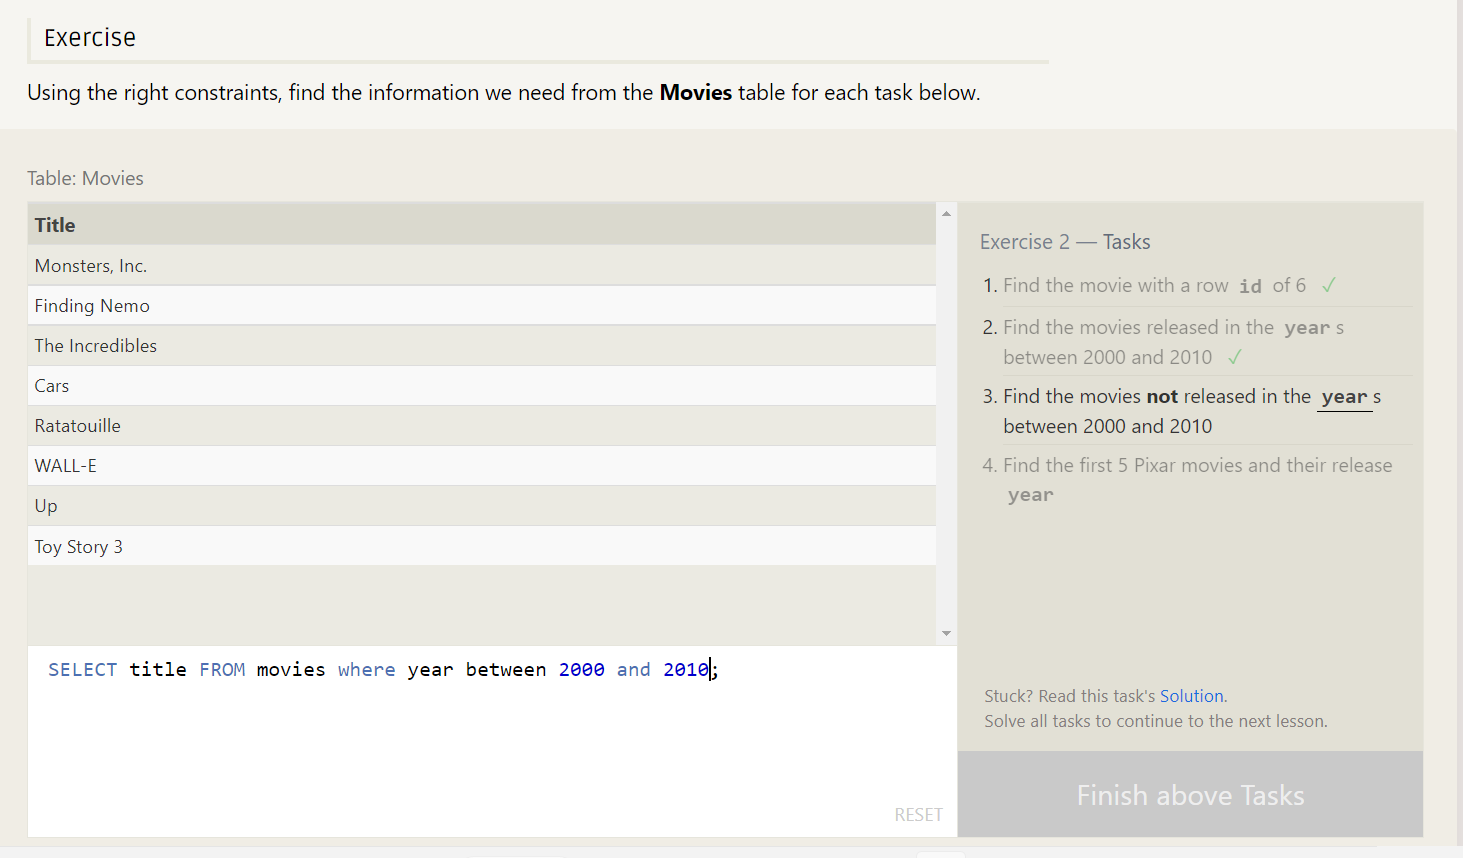 Exercise
Using the right constraints, find the information we need from the Movies table for each task below.
Table: Movies
Title
Monsters, Inc.
Finding Nemo
The Incredibles
Cars
Ratatouille
WALL-E
Up
Toy Story 3
SELECT title FROM movies where year between 2000 and 2010;
RESET
Exercise 2 — Tasks
1. Find the movie with a row id of 6 ✓
2. Find the movies released in the year s
between 2000 and 2010 ✓
3. Find the movies not released in the year s
between 2000 and 2010
4. Find the first 5 Pixar movies and their release
year
Stuck? Read this task's Solution.
Solve all tasks to continue to the next lesson.
Finish above Tasks